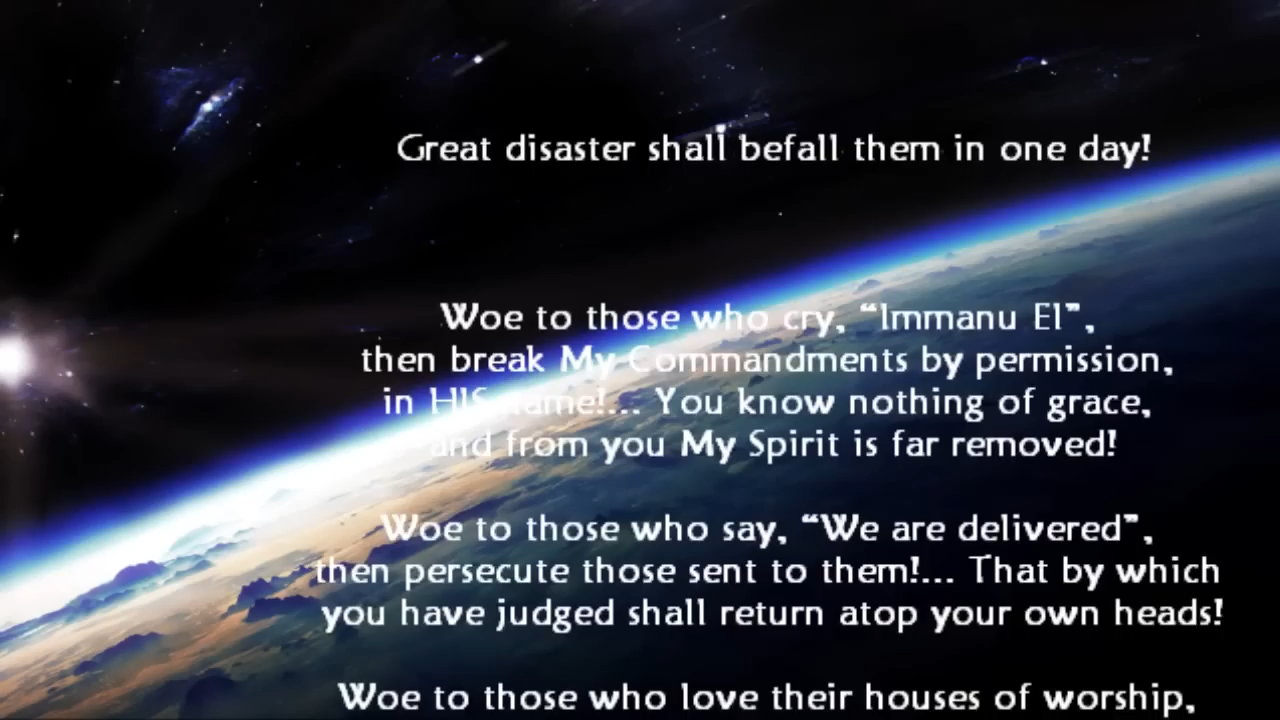 Great disaster shall befall them in one day!
Woe to those who cry, “Immanu El”,
then break My Commandments by permission,
in HIS name!... You know nothing of grace,
and from you My Spirit is far removed!
Woe to those who say, “We are delivered”,
then persecute those sent to them!... That by which
you have judged shall return atop your own heads!
Woe to those who love their houses of worship,